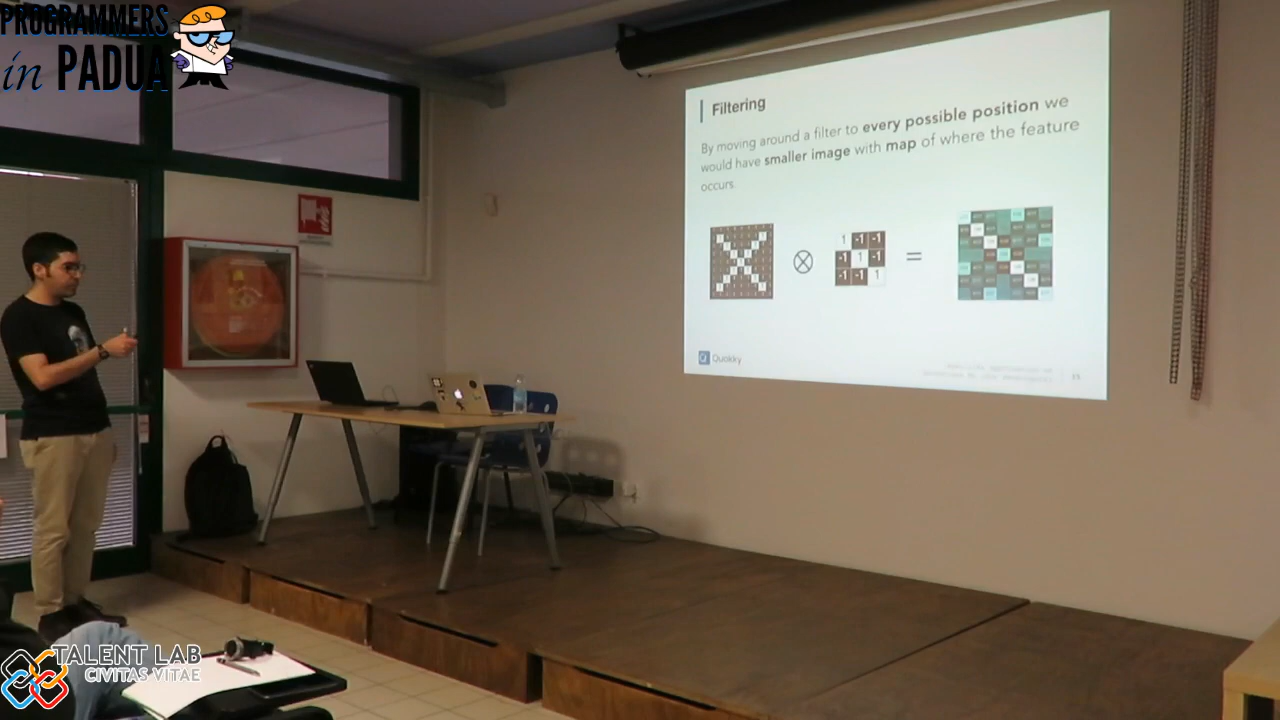 PROGRAMMERS
in PADUA
Filtering
By moving around a filter to every possible position we
would have smaller image with map of where the feature
occurs.
1 -1 -1
-1 1 -1
-1 -1 1
=
Quokky
TALENT LAB
CIVITAS VITAE